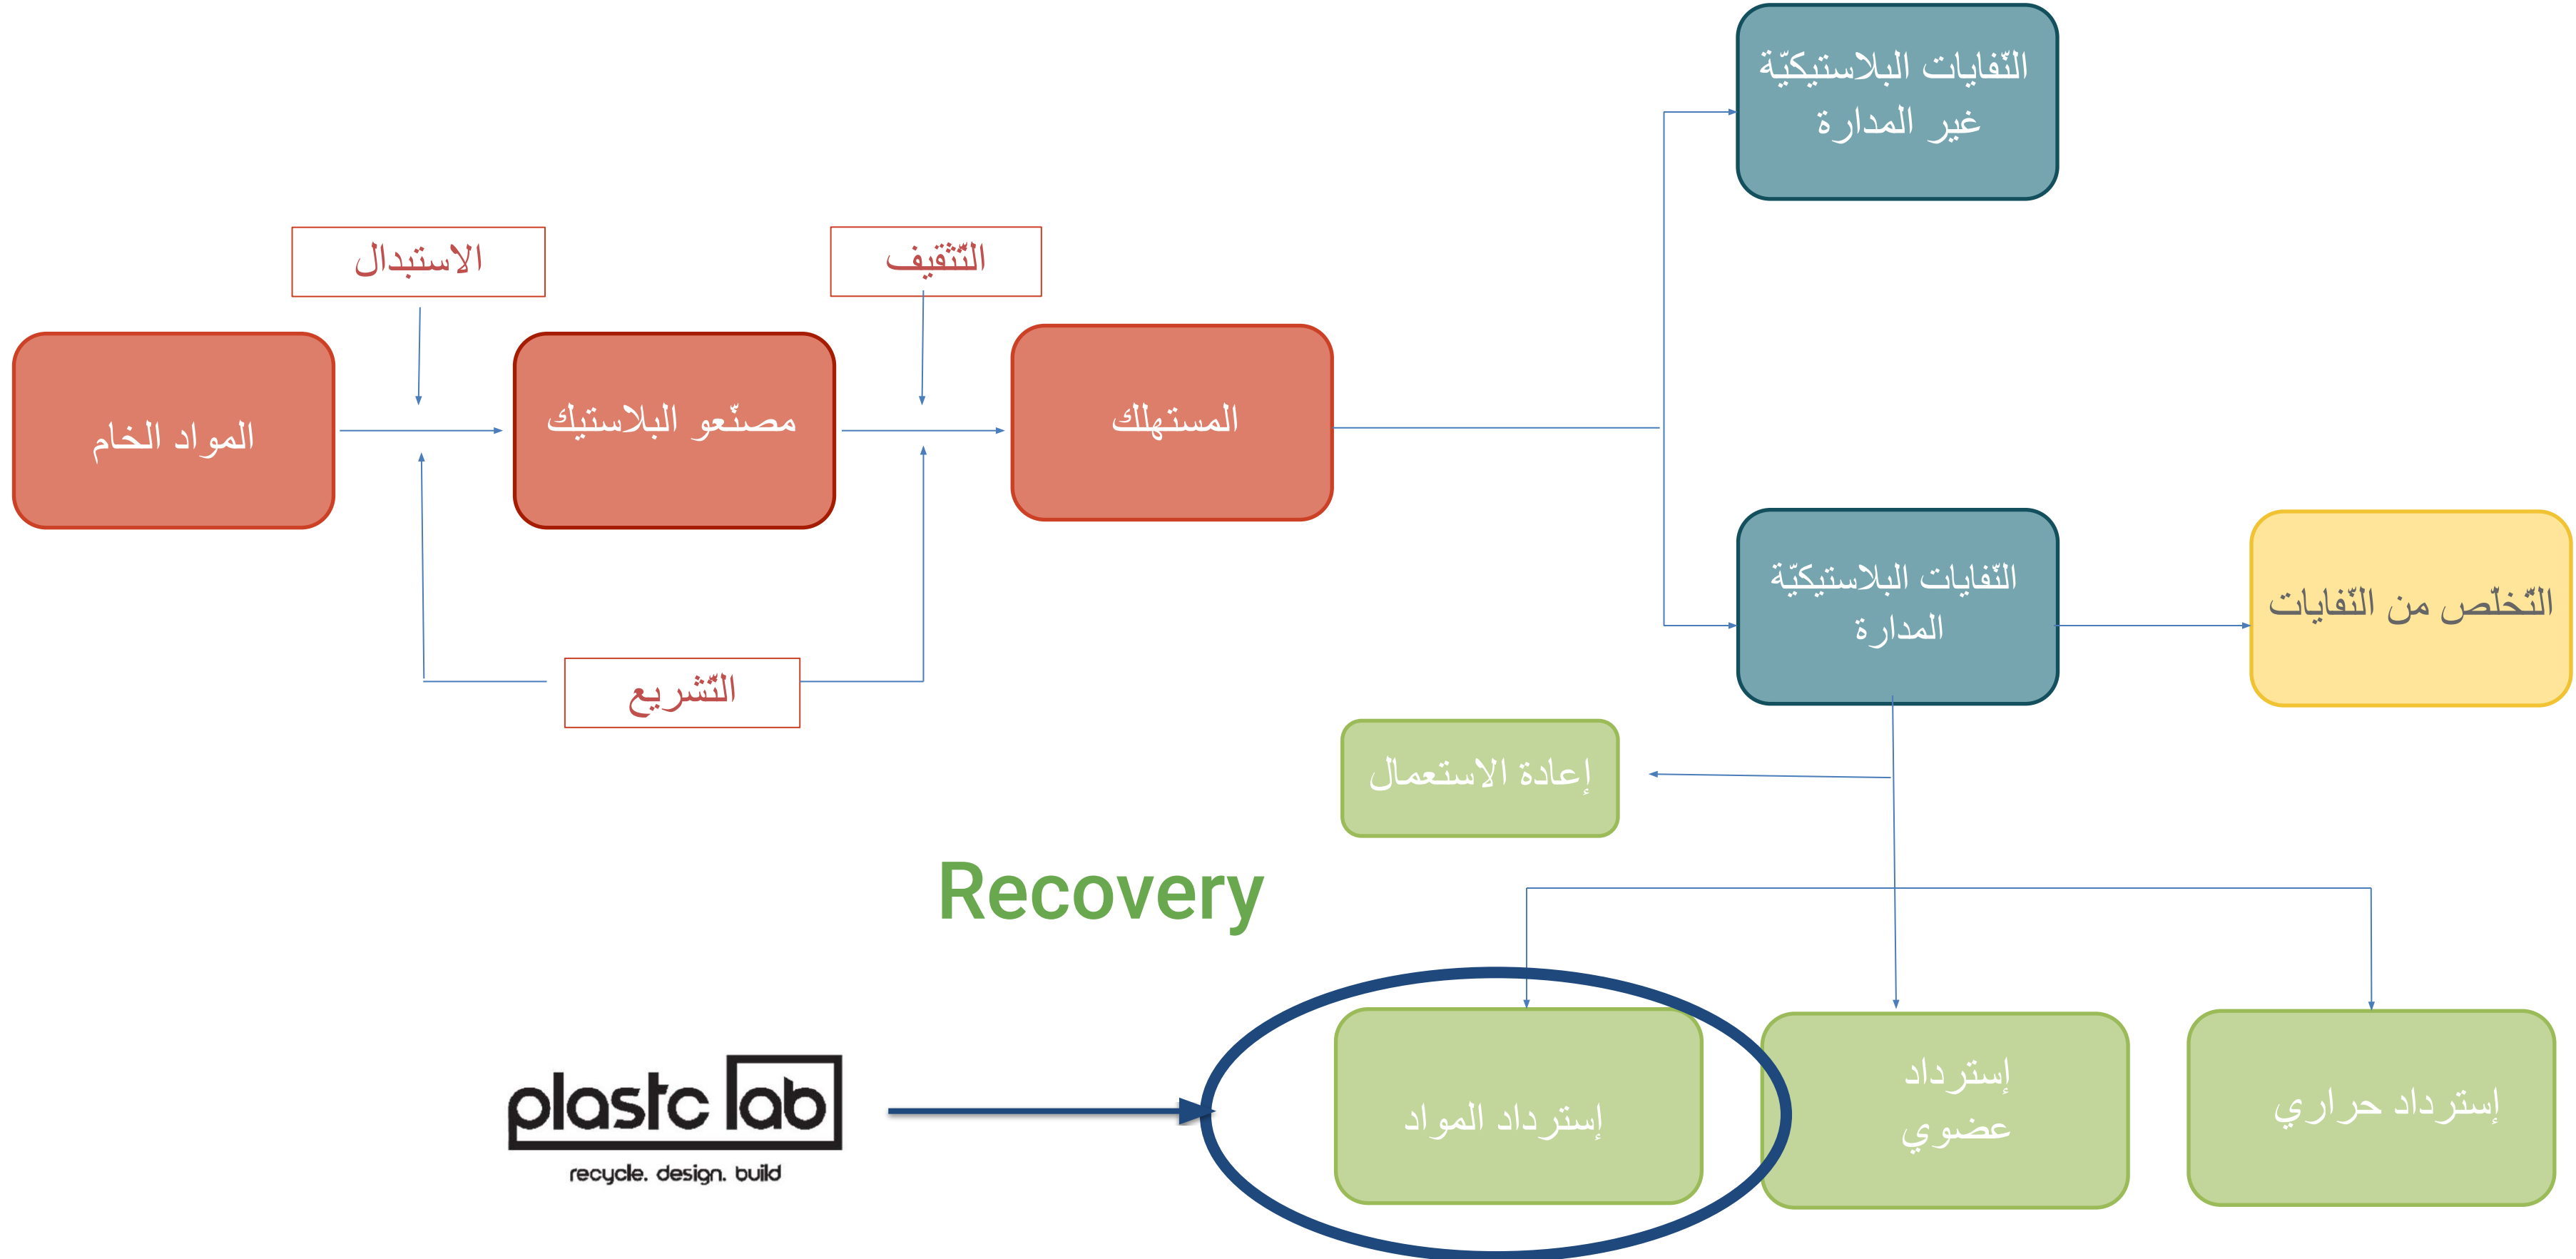 النّفايات البلاستيكيّة
غير المدارة
الاستبدال
التّثقيف
المواد الخام
مصنّعو البلاستيك
المستهلك
النّفايات البلاستيكيّة
المدارة
التّخلّص من النّفايات
التّشريع
إعادة الاستعمال
Recovery
plastc lab
recycle. design. build
إسترداد المواد
إسترداد
عضوي
إسترداد حراري